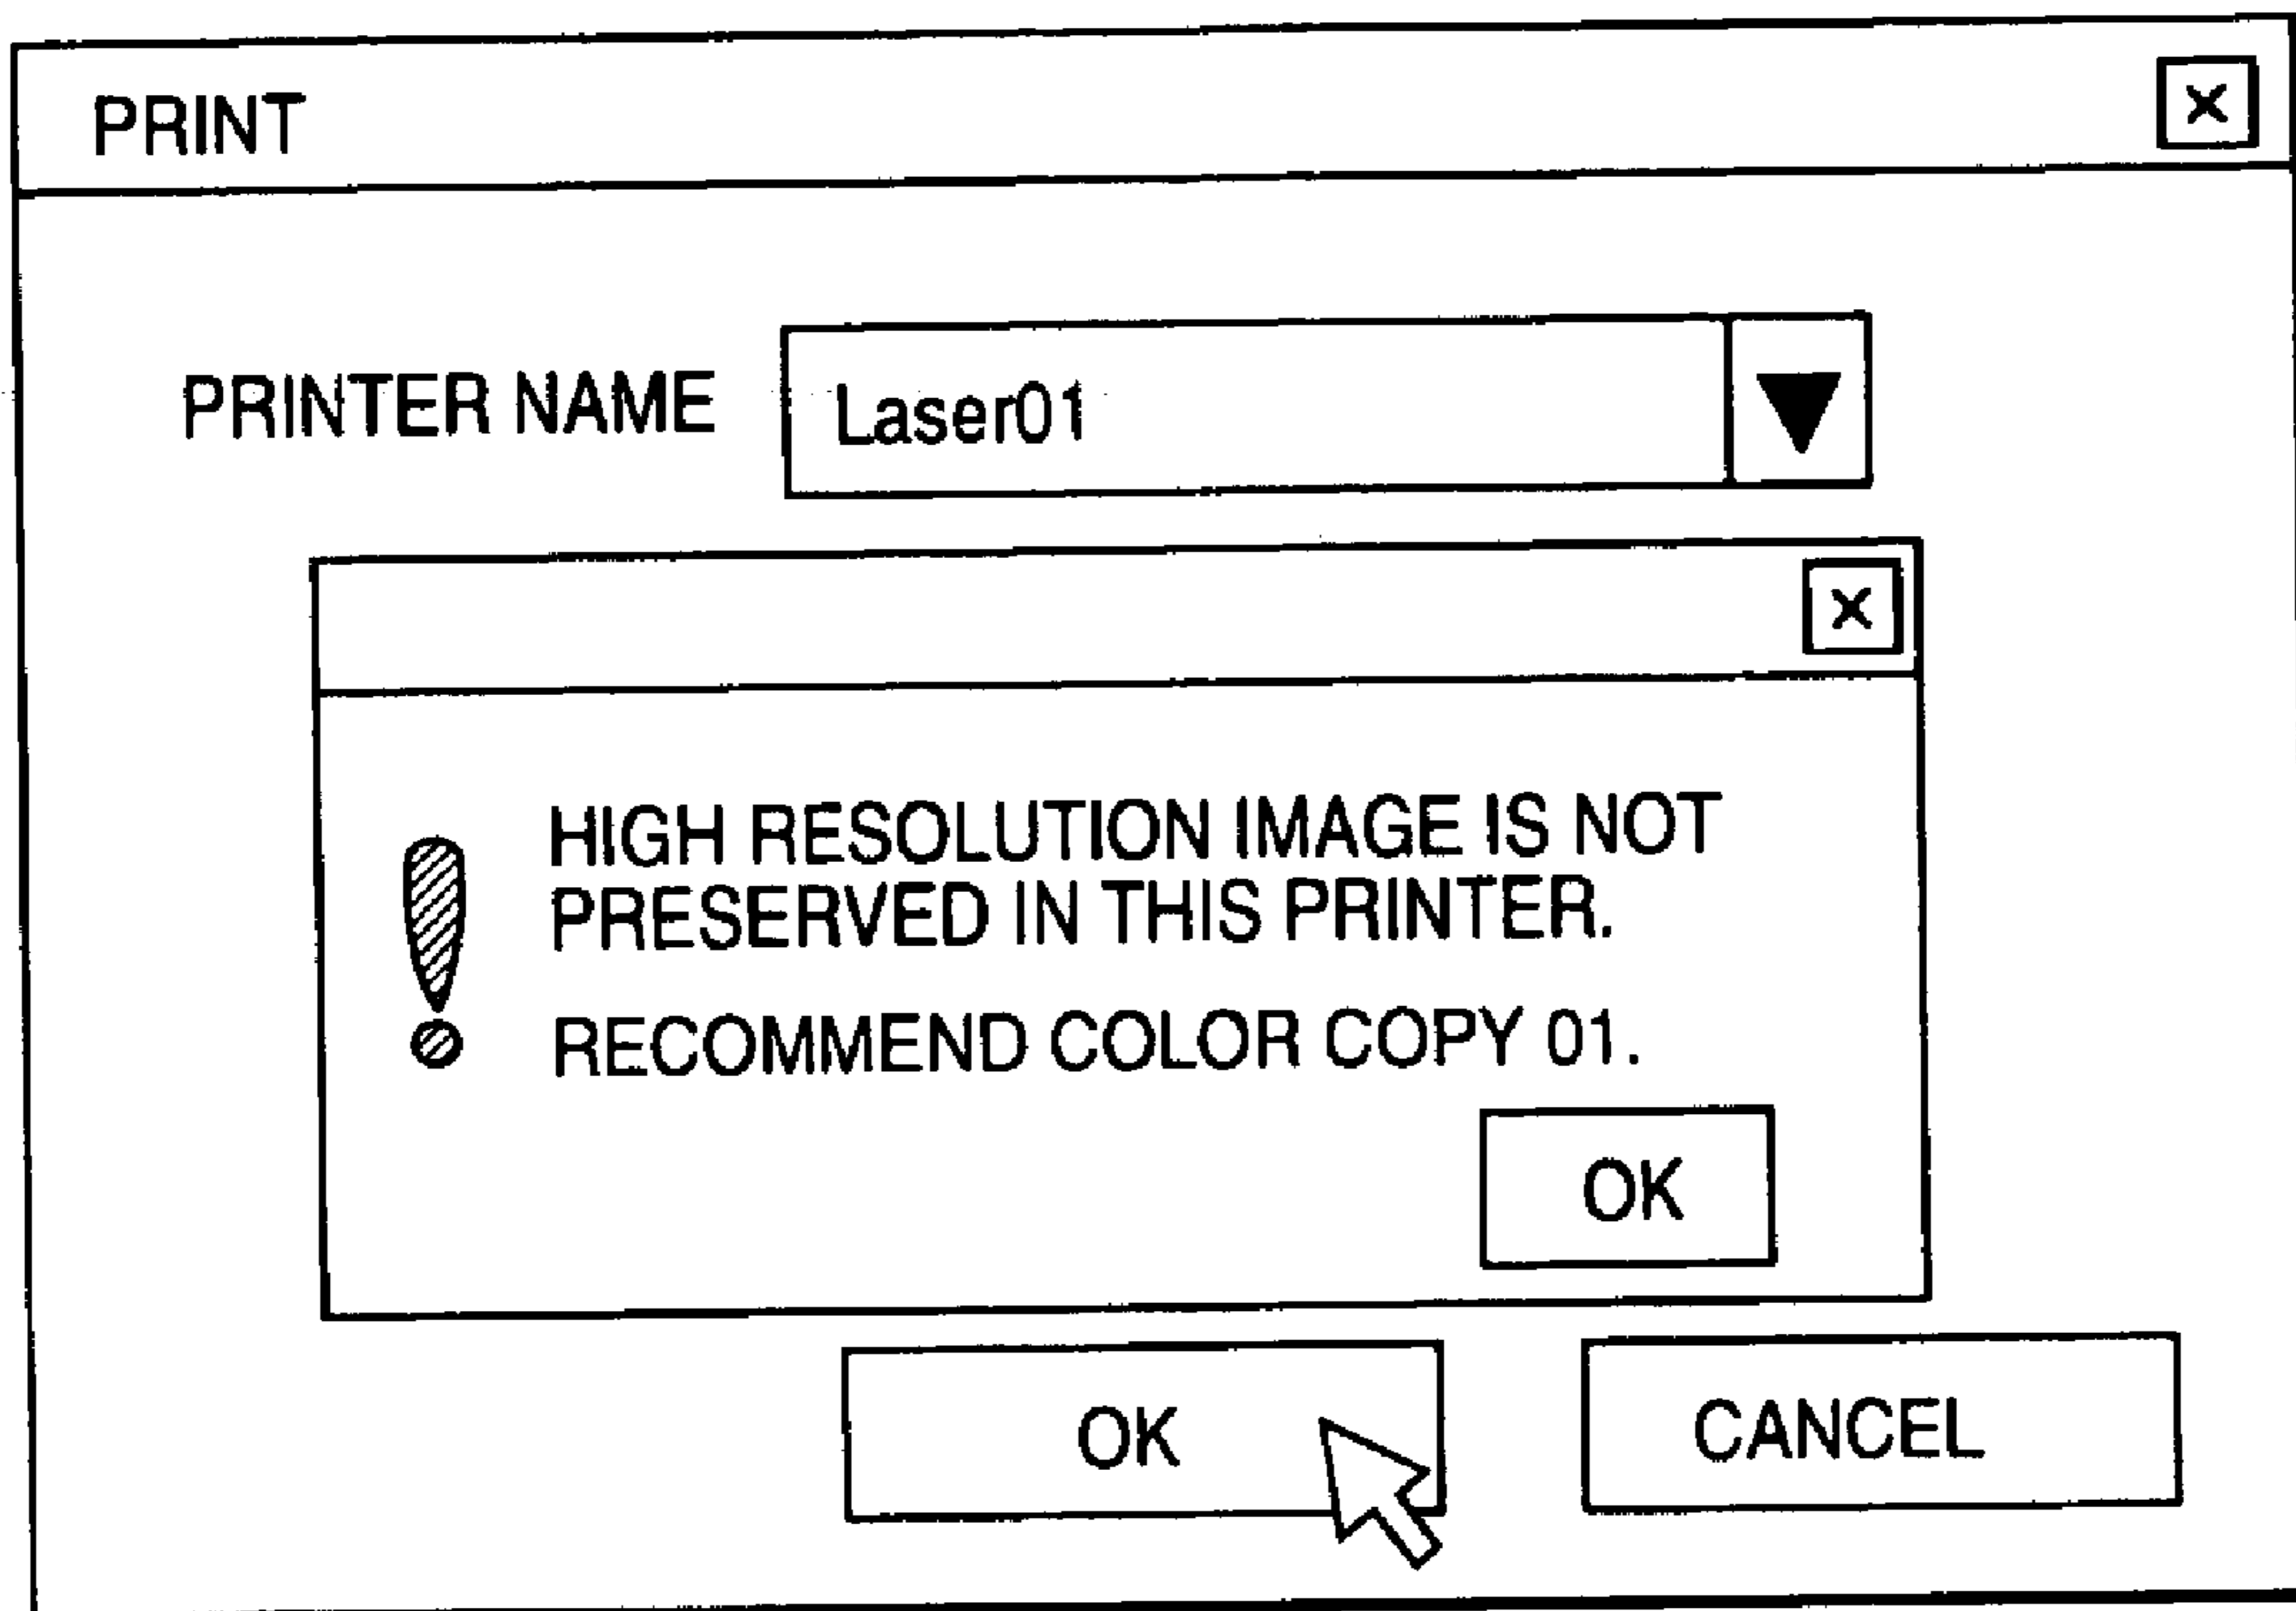 PRINT
PRINTER NAME Laser01
HIGH RESOLUTION IMAGE IS NOT
PRESERVED IN THIS PRINTER.
RECOMMEND COLOR COPY 01.
OK
OK CANCEL